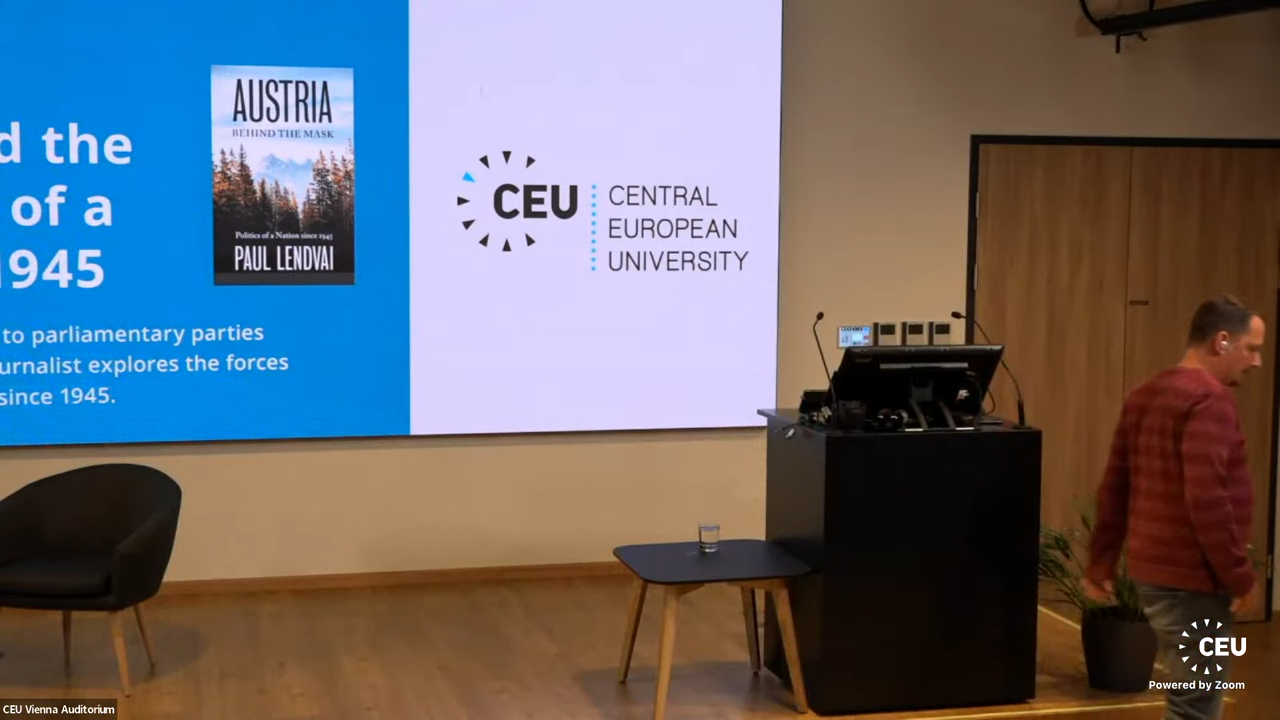 d the
of a
1945
to parliamentary parties
urnalist explores the forces
since 1945.
AUSTRIA
BEHIND THE MASK
Politics of a Nation since 1945
PAUL LENDVAI
CEU
CENTRAL
EUROPEAN
UNIVERSITY
CEU
Powered by Zoom
CEU Vienna Auditorium